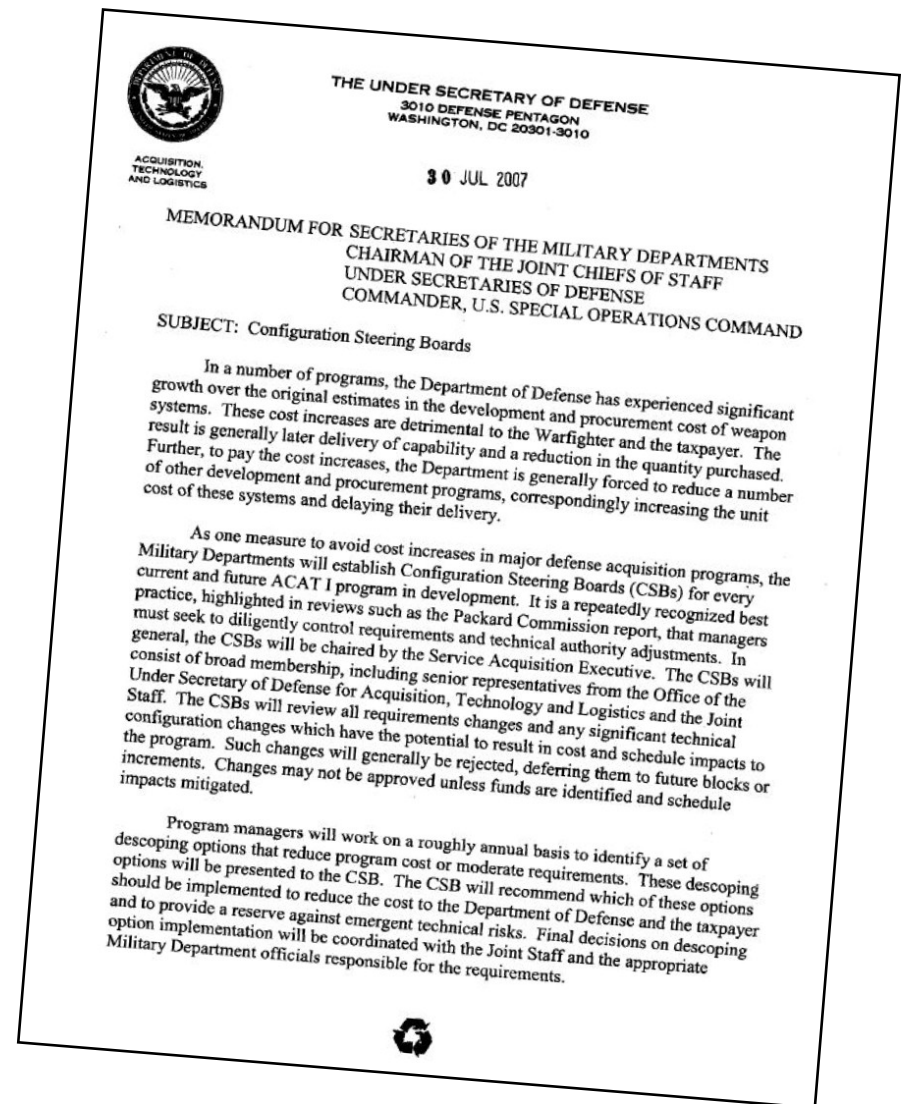 DEPARTMENT OF DEFENSE
THE UNDER SECRETARY OF DEFENSE
3010 DEFENSE PENTAGON
WASHINGTON, DC 20301-3010
ACQUISITION,
TECHNOLOGY
AND LOGISTICS
30 JUL 2007
MEMORANDUM FOR SECRETARIES OF THE MILITARY DEPARTMENTS
CHAIRMAN OF THE JOINT CHIEFS OF STAFF
UNDER SECRETARIES OF DEFENSE
COMMANDER, U.S. SPECIAL OPERATIONS COMMAND
SUBJECT: Configuration Steering Boards
In a number of programs, the Department of Defense has experienced significant
growth over the original estimates in the development and procurement cost of weapon
systems. These cost increases are detrimental to the Warfighter and the taxpayer. The
result is generally later delivery of capability and a reduction in the quantity purchased.
Further, to pay the cost increases, the Department is generally forced to reduce a number
of other development and procurement programs, correspondingly increasing the unit
cost of these systems and delaying their delivery.
As one measure to avoid cost increases in major defense acquisition programs, the
Military Departments will establish Configuration Steering Boards (CSBs) for every
current and future ACAT I program in development. It is a repeatedly recognized best
practice, highlighted in reviews such as the Packard Commission report, that managers
must seek to diligently control requirements and technical authority adjustments. In
general, the CSBs will be chaired by the Service Acquisition Executive. The CSBs will
consist of broad membership, including senior representatives from the Office of the
Under Secretary of Defense for Acquisition, Technology and Logistics and the Joint
Staff. The CSBs will review all requirements changes and any significant technical
configuration changes which have the potential to result in cost and schedule impacts to
the program. Such changes will generally be rejected, deferring them to future blocks or
increments. Changes may not be approved unless funds are identified and schedule
impacts mitigated.
Program managers will work on a roughly annual basis to identify a set of
descoping options that reduce program cost or moderate requirements. These descoping
options will be presented to the CSB. The CSB will recommend which of these options
should be implemented to reduce the cost to the Department of Defense and the taxpayer
and to provide a reserve against emergent technical risks. Final decisions on descoping
option implementation will be coordinated with the Joint Staff and the appropriate
Military Department officials responsible for the requirements.